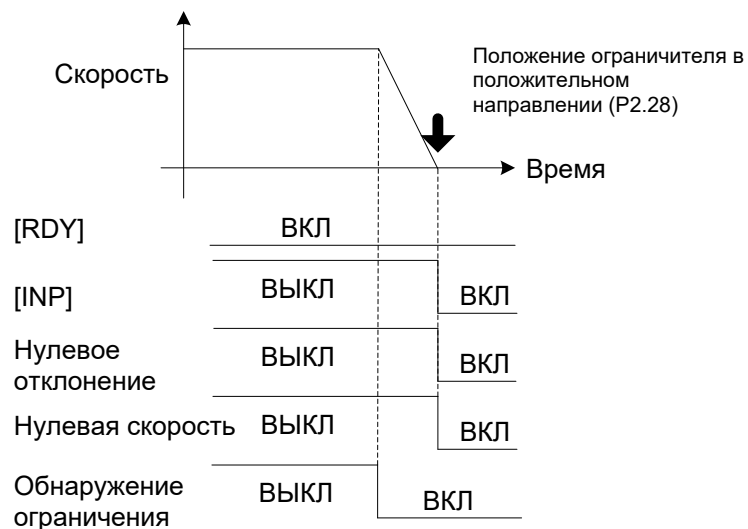 Скорость
Положение ограничителя в
положительном
направлении (P2.28)
Время
[RDY] ВКЛ
[INP] ВЫКЛ ВКЛ
Нулевое
отклонение ВЫКЛ ВКЛ
Нулевая скорость ВЫКЛ ВКЛ
Обнаружение
ограничения ВЫКЛ ВКЛ